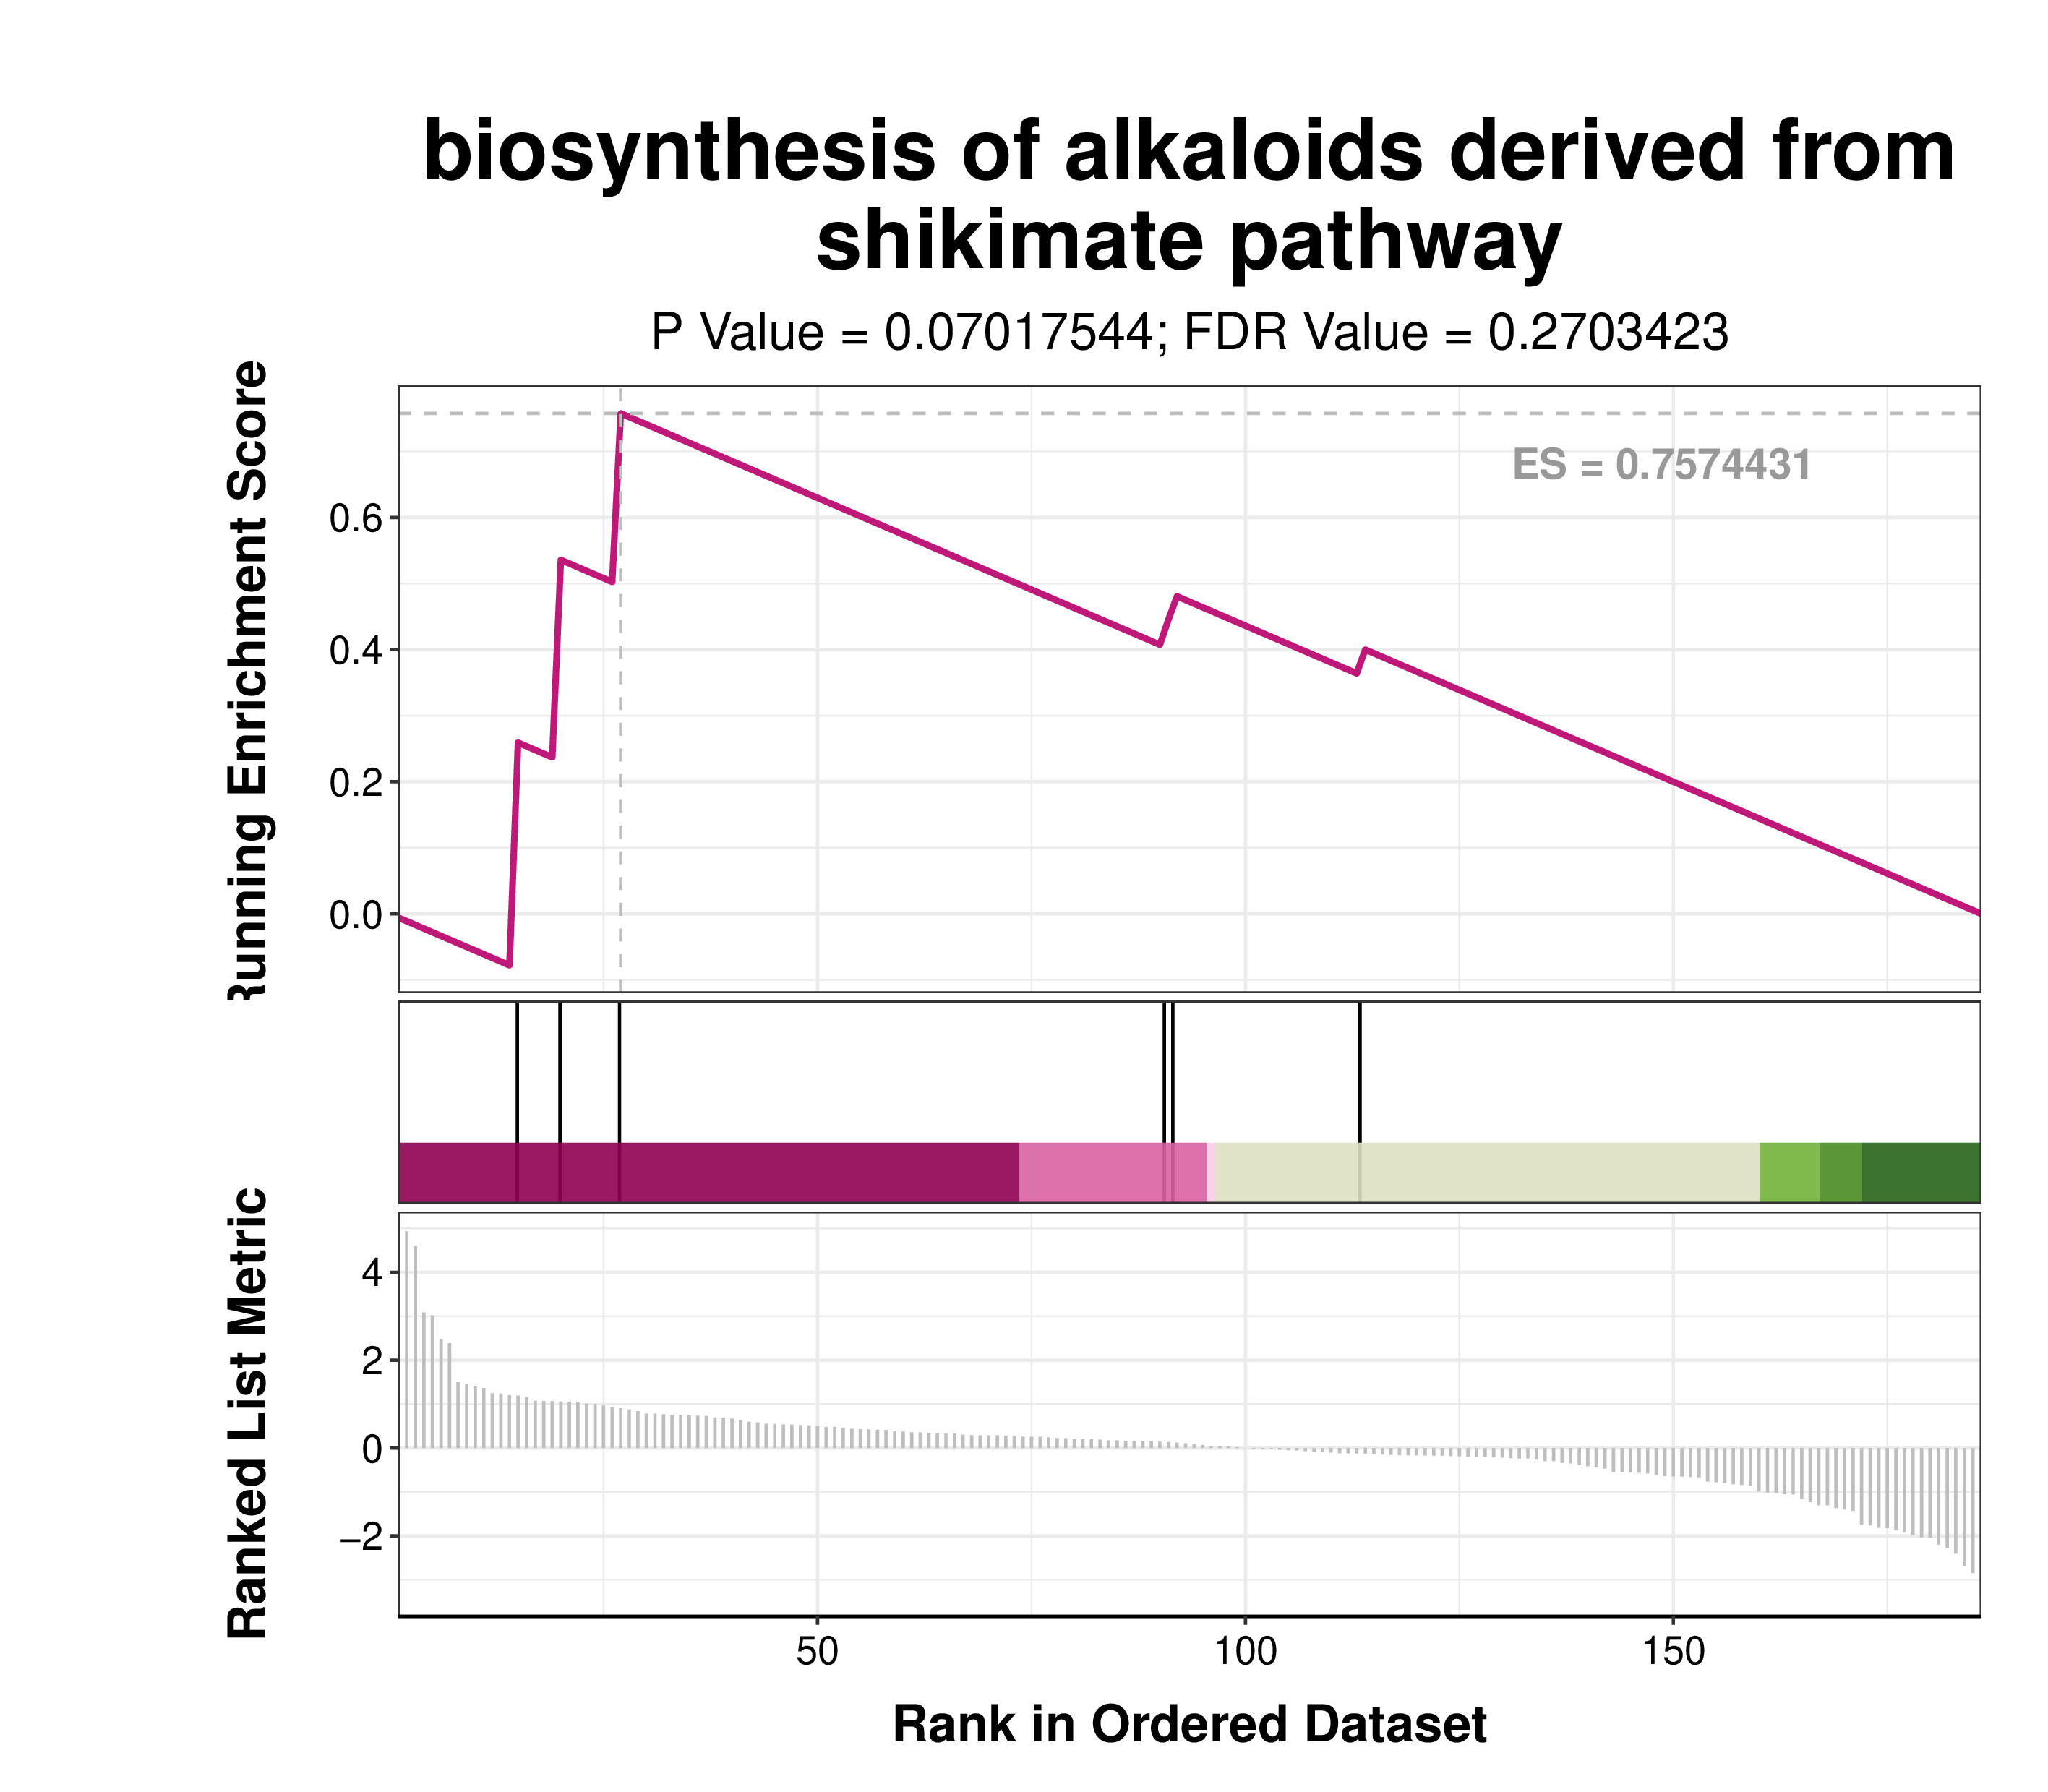 biosynthesis of alkaloids derived from
shikimate pathway
P Value = 0.07017544; FDR Value = 0.2703423
Running Enrichment Score
ES = 0.7574431
0.6
0.4
0.2
0.0
Ranked List Metric
4
2
0
−2
50 100 150
Rank in Ordered Dataset